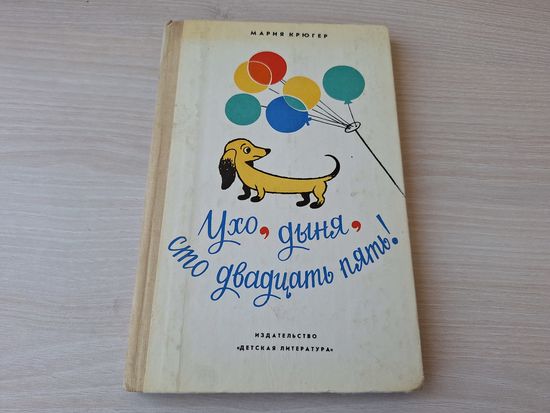 МАРИЯ КРЮГЕР
Ухо, дыня,
сто двадцать пять!
ИЗДАТЕЛЬСТВО
«ДЕТСКАЯ ЛИТЕРАТУРА»